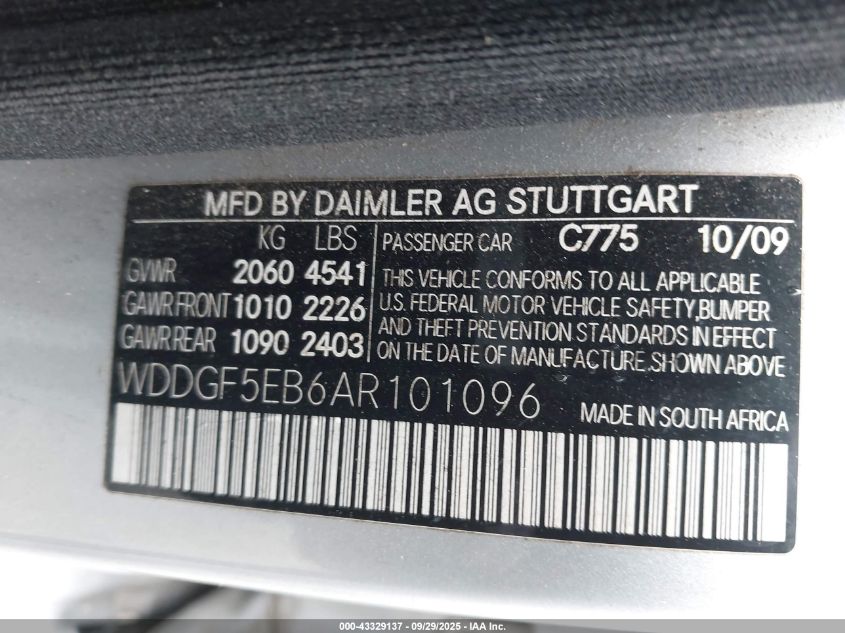 MFD BY DAIMLER AG STUTTGART
KG LBS
GVWR 2060 4541
GAWR FRONT 1010 2226
GAWR REAR 1090 2403
PASSENGER CAR C775 10/09
THIS VEHICLE CONFORMS TO ALL APPLICABLE
U.S. FEDERAL MOTOR VEHICLE SAFETY, BUMPER
AND THEFT PREVENTION STANDARDS IN EFFECT
ON THE DATE OF MANUFACTURE SHOWN ABOVE.
WDDGF5EB6AR101096
MADE IN SOUTH AFRICA
000-43329137 - 09/29/2025 - IAA Inc.